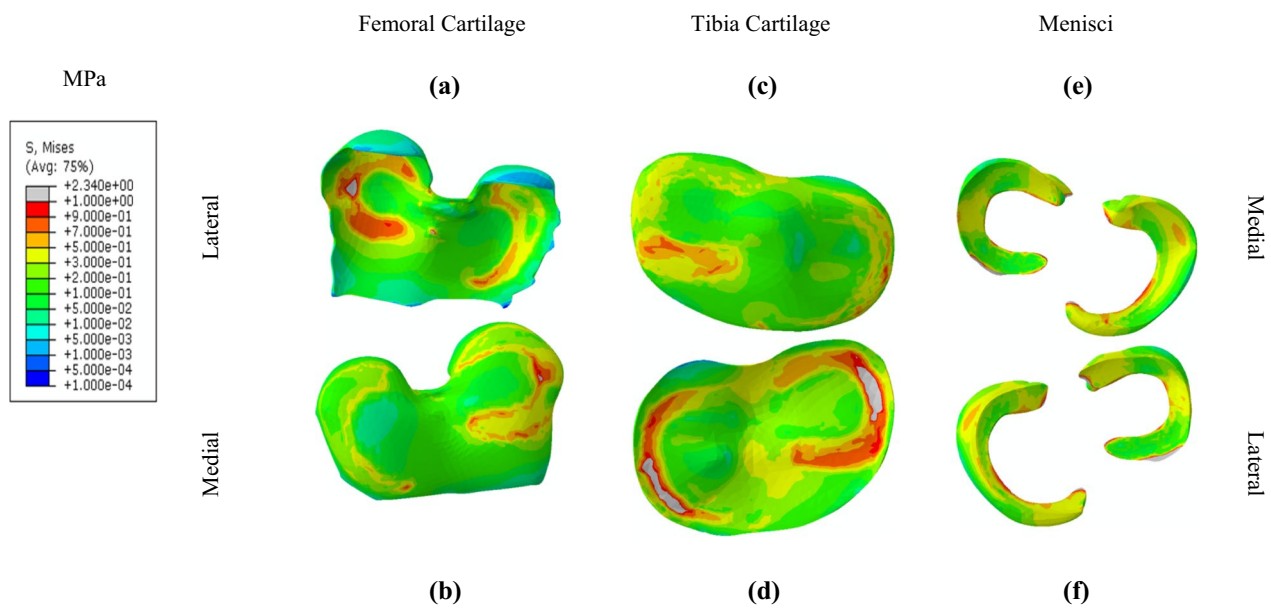 Femoral Cartilage
Tibia Cartilage
Menisci
MPa
(a)
(c)
(e)
S, Mises
(Avg: 75%)
+2.340e+00
+1.000e+00
+9.000e-01
+7.000e-01
+5.000e-01
+3.000e-01
+2.000e-01
+1.000e-01
+5.000e-02
+1.000e-02
+5.000e-03
+1.000e-03
+5.000e-04
+1.000e-04
Lateral
Medial
Medial
Lateral
(b)
(d)
(f)